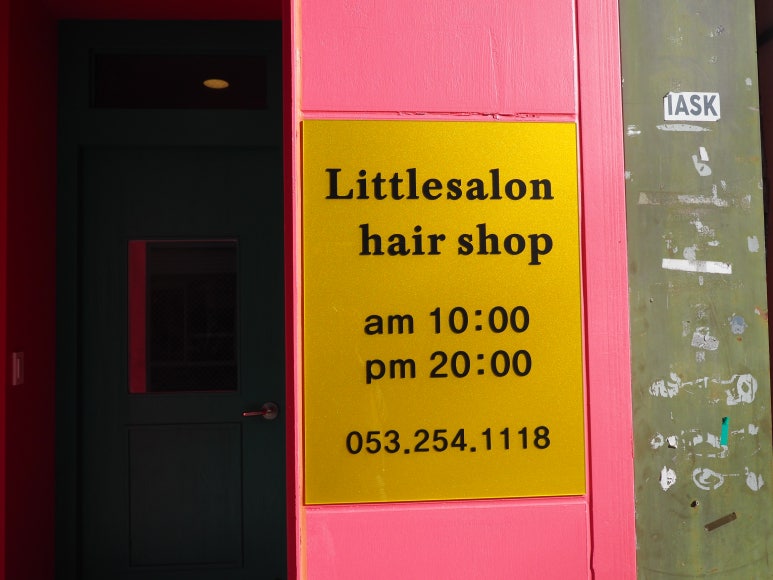 Littlesalon
hair shop
am 10:00
pm 20:00
053.254.1118
IASK